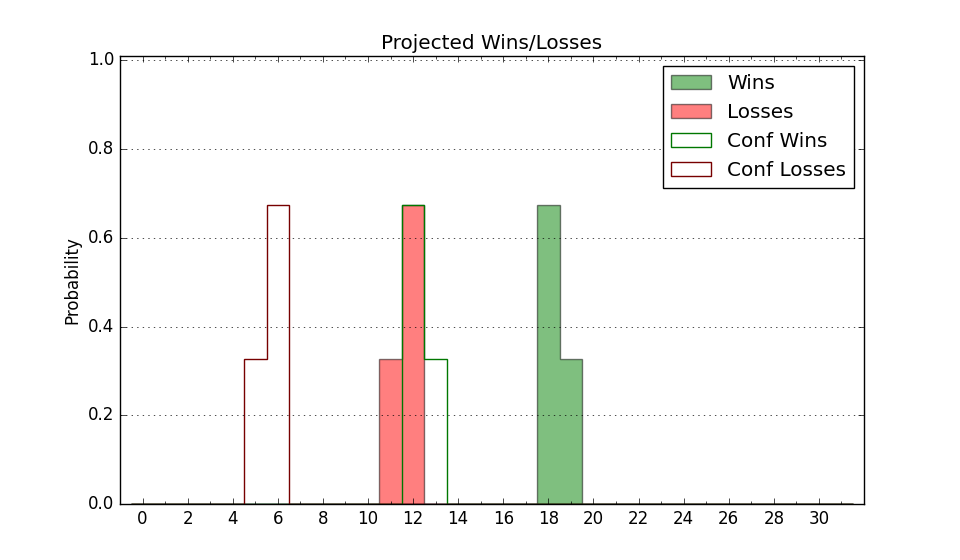 Projected Wins/Losses
Wins
Losses
Conf Wins
Conf Losses
Probability
1.0
0.8
0.6
0.4
0.2
0.0
0 2 4 6 8 10 12 14 16 18 20 22 24 26 28 30